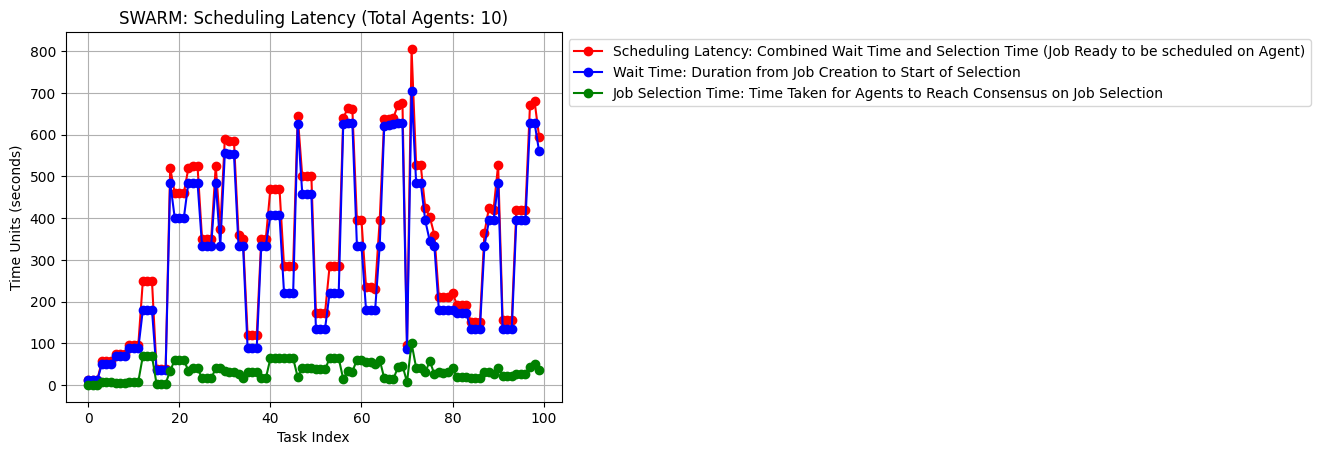 SWARM: Scheduling Latency (Total Agents: 10)
Scheduling Latency: Combined Wait Time and Selection Time (Job Ready to be scheduled on Agent)
Wait Time: Duration from Job Creation to Start of Selection
Job Selection Time: Time Taken for Agents to Reach Consensus on Job Selection
Time Units (seconds)
800
700
600
500
400
300
200
100
0
0 20 40 60 80 100
Task Index